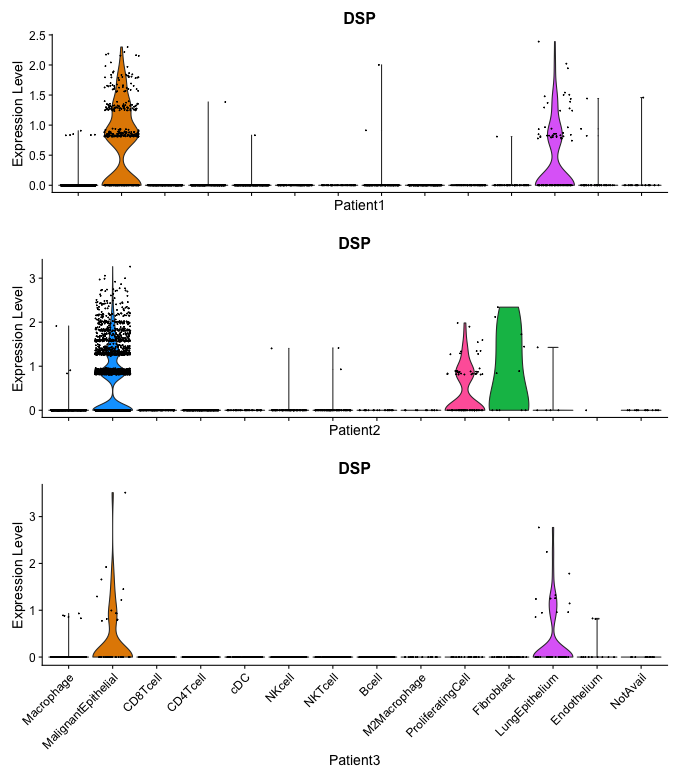 DSP
Expression Level
2.5
2.0
1.5
1.0
0.5
0.0
Patient1
DSP
Expression Level
3
2
1
0
Patient2
DSP
Expression Level
3
2
1
0
Macrophage
MalignantEpithelial
CD8Tcell
CD4Tcell
cDC
NKcell
NKTcell
Bcell
M2Macrophage
ProliferatingCell
Fibroblast
LungEpithelium
Endothelium
NotAvail
Patient3